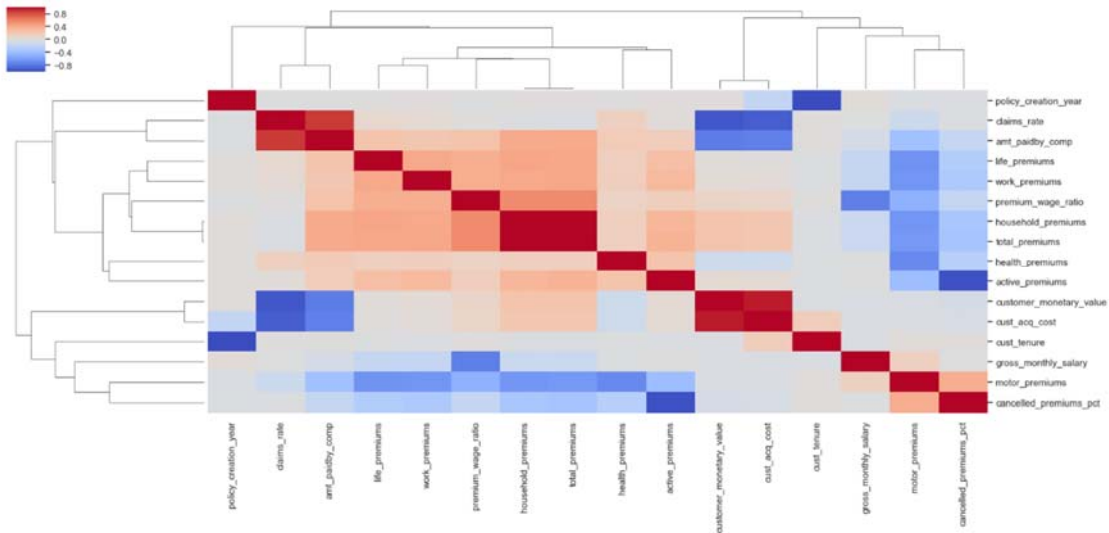 0.8
0.4
0.0
−0.4
−0.8
policy_creation_year
claims_rate
amt_paidby_comp
life_premiums
work_premiums
premium_wage_ratio
household_premiums
total_premiums
health_premiums
active_premiums
customer_monetary_value
cust_acq_cost
cust_tenure
gross_monthly_salary
motor_premiums
cancelled_premiums_pct
policy_creation_year
claims_rate
amt_paidby_comp
life_premiums
work_premiums
premium_wage_ratio
household_premiums
total_premiums
health_premiums
active_premiums
customer_monetary_value
cust_acq_cost
cust_tenure
gross_monthly_salary
motor_premiums
cancelled_premiums_pct